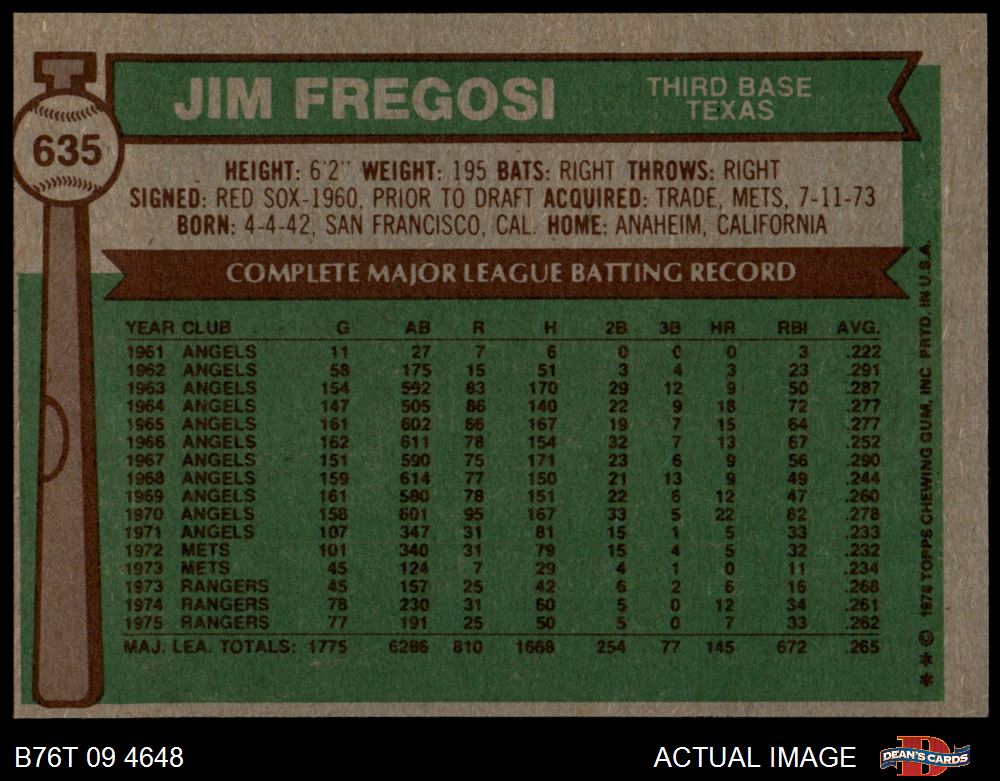 JIM FREGOSI
THIRD BASE
TEXAS
635
HEIGHT: 6'2" WEIGHT: 195 BATS: RIGHT THROWS: RIGHT
SIGNED: RED SOX-1960, PRIOR TO DRAFT ACQUIRED: TRADE, METS, 7-11-73
BORN: 4-4-42, SAN FRANCISCO, CAL. HOME: ANAHEIM, CALIFORNIA
COMPLETE MAJOR LEAGUE BATTING RECORD
YEAR CLUB G AB R H 2B 3B HR RBI AVG.
1961 ANGELS 11 27 7 6 0 0 0 3 .222
1962 ANGELS 58 175 15 51 3 4 3 23 .291
1963 ANGELS 154 592 83 170 29 12 9 50 .287
1964 ANGELS 147 505 86 140 22 9 18 72 .277
1965 ANGELS 161 602 66 167 19 7 15 64 .277
1966 ANGELS 162 611 78 154 32 7 13 67 .252
1967 ANGELS 151 590 75 171 23 6 9 56 .290
1968 ANGELS 159 614 77 150 21 13 9 49 .244
1969 ANGELS 161 580 78 151 22 6 12 47 .260
1970 ANGELS 158 601 95 167 33 5 22 82 .278
1971 ANGELS 107 347 31 81 15 1 5 33 .233
1972 METS 101 340 31 79 15 4 5 32 .232
1973 METS 45 124 7 29 4 1 0 11 .234
1973 RANGERS 45 157 25 42 6 2 6 16 .268
1974 RANGERS 78 230 31 60 5 0 12 34 .261
1975 RANGERS 77 191 25 50 5 0 7 33 .262
MAJ. LEA. TOTALS: 1775 6286 810 1668 254 77 145 672 .265
* * © 1976 TOPPS CHEWING GUM, INC PRTD. IN U.S.A.
B76T 09 4648
ACTUAL IMAGE
DEAN'S CARDS